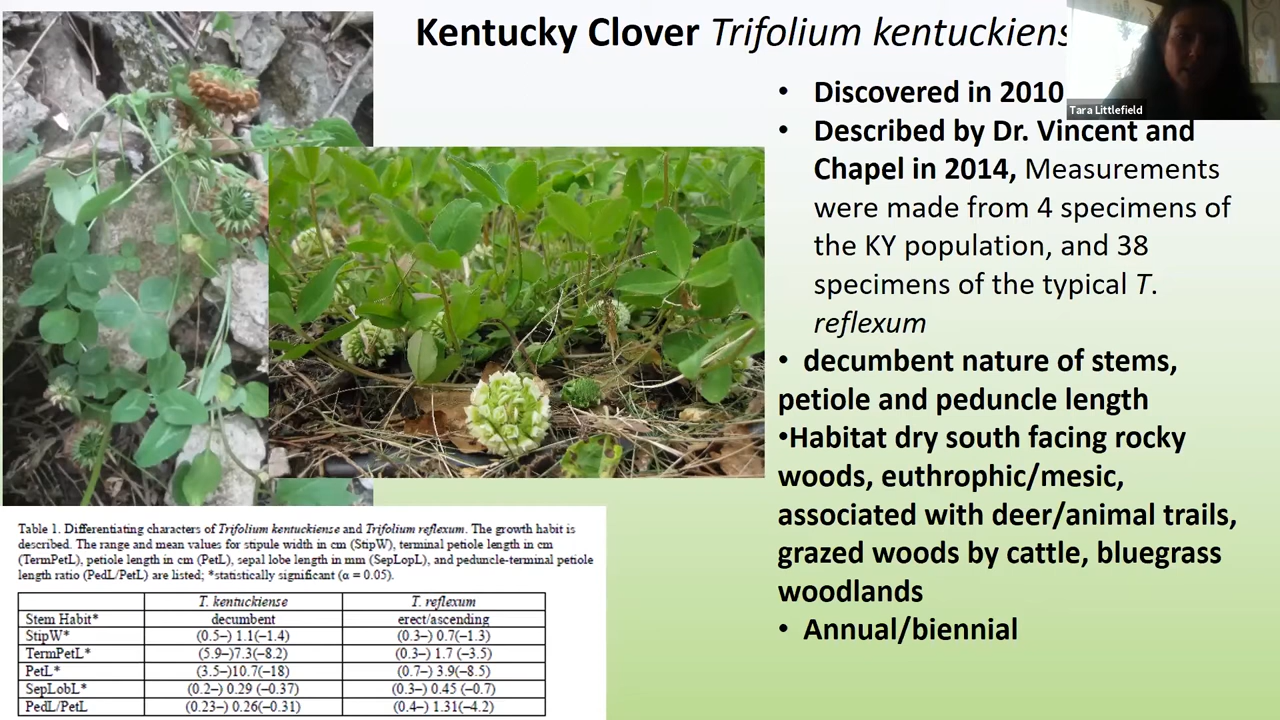 Kentucky Clover Trifolium kentuckiens
Tara Littlefield
• Discovered in 2010
• Described by Dr. Vincent and
Chapel in 2014, Measurements
were made from 4 specimens of
the KY population, and 38
specimens of the typical T.
reflexum
• decumbent nature of stems,
petiole and peduncle length
•Habitat dry south facing rocky
woods, euthrophic/mesic,
associated with deer/animal trails,
grazed woods by cattle, bluegrass
woodlands
• Annual/biennial
Table 1. Differentiating characters of Trifolium kentuckiense and Trifolium reflexum. The growth habit is
described. The range and mean values for stipule width in cm (StipW), terminal petiole length in cm
(TermPetL), petiole length in cm (PetL), sepal lobe length in mm (SepLopL), and peduncle-terminal petiole
length ratio (PedL/PetL) are listed; *statistically significant (α = 0.05).
T. kentuckiense T. reflexum
Stem Habit* decumbent erect/ascending
StipW* (0.5–) 1.1(–1.4) (0.3–) 0.7(–1.3)
TermPetL* (5.9–)7.3(–8.2) (0.3–) 1.7 (–3.5)
PetL* (3.5–)10.7(–18) (0.7–) 3.9(–8.5)
SepLobL* (0.2–) 0.29 (–0.37) (0.3–) 0.45 (–0.7)
PedL/PetL (0.23–) 0.26(–0.31) (0.4–) 1.31(–4.2)